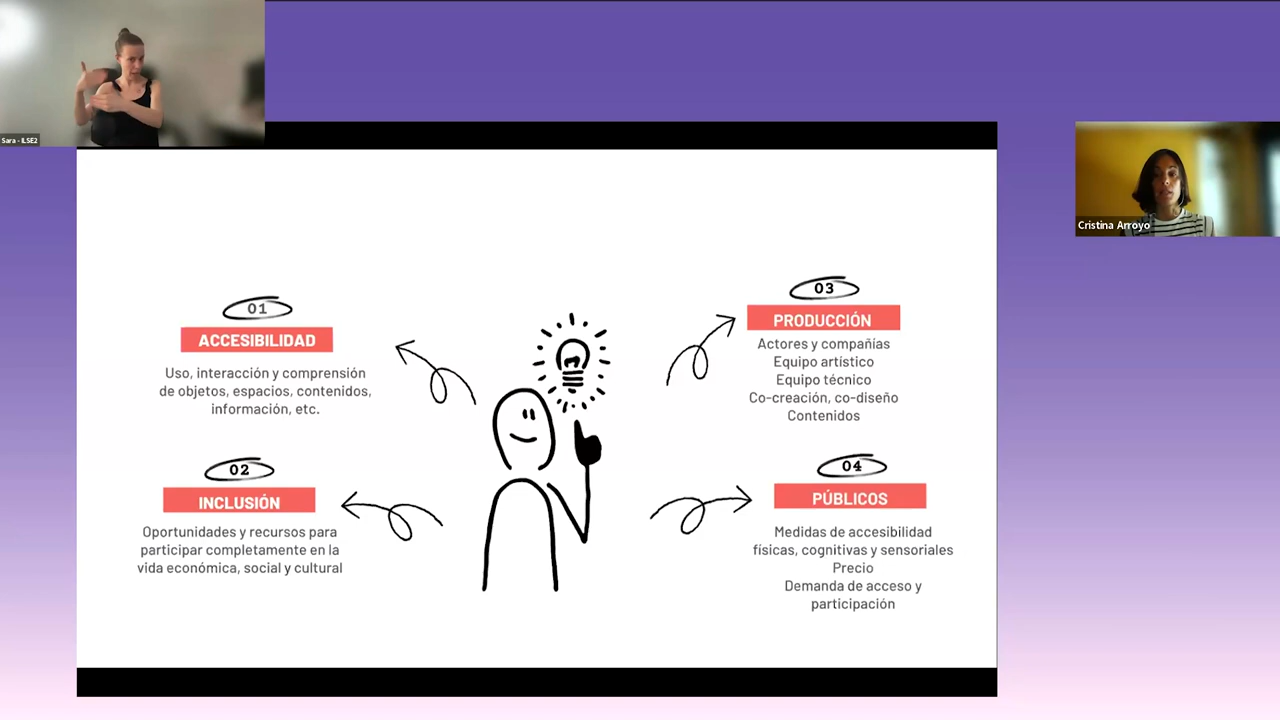 Sara - ILSE2
Cristina Arroyo
01
ACCESIBILIDAD
Uso, interacción y comprensión
de objetos, espacios, contenidos,
información, etc.
02
INCLUSIÓN
Oportunidades y recursos para
participar completamente en la
vida económica, social y cultural
03
PRODUCCIÓN
Actores y compañías
Equipo artístico
Equipo técnico
Co-creación, co-diseño
Contenidos
04
PÚBLICOS
Medidas de accesibilidad
físicas, cognitivas y sensoriales
Precio
Demanda de acceso y
participación